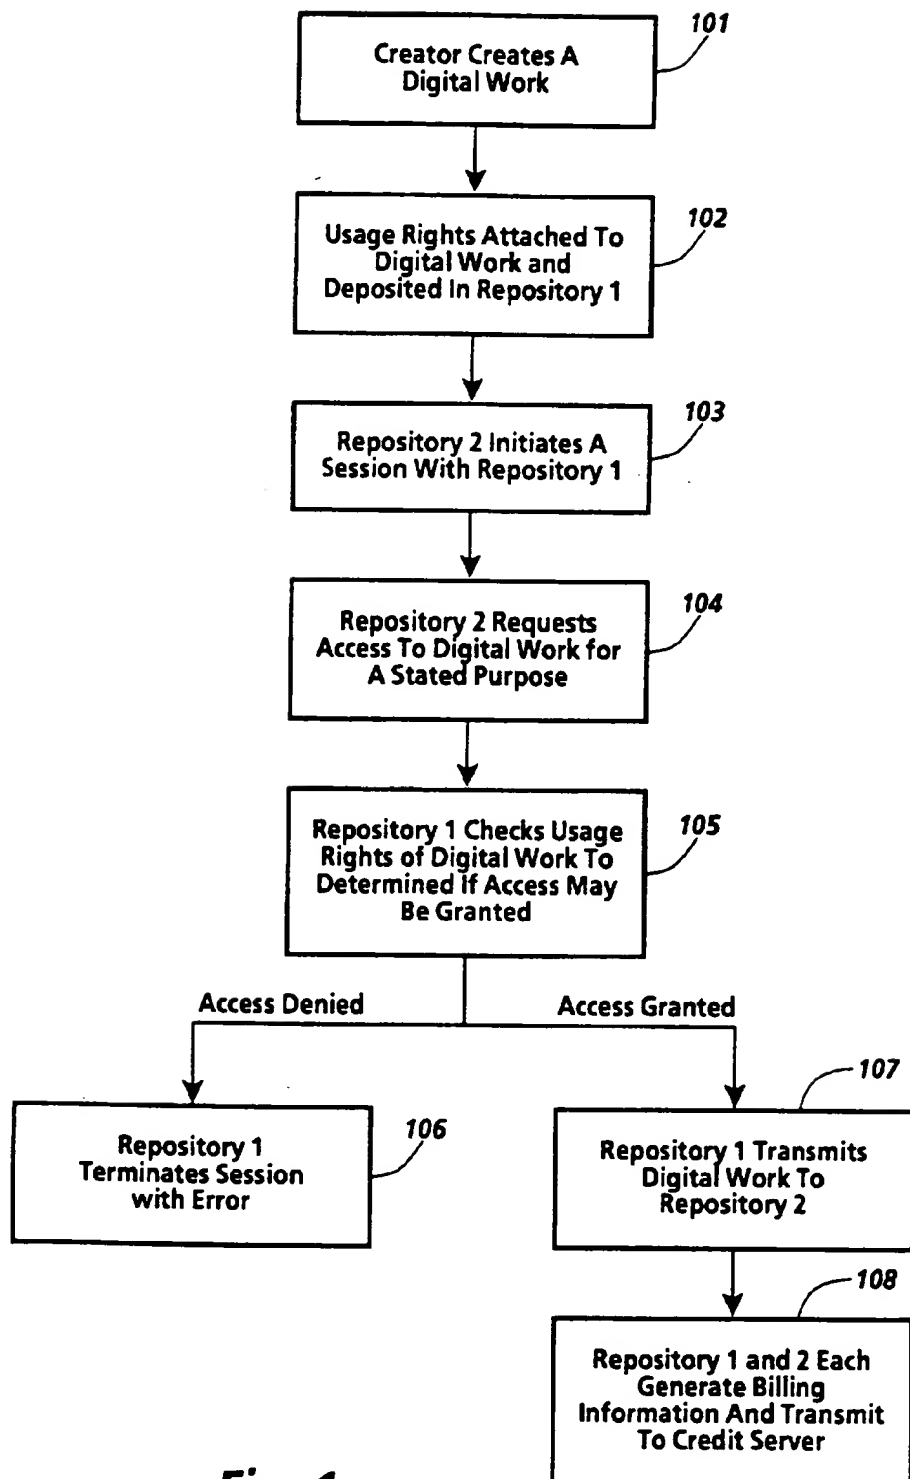 101
Creator Creates A
Digital Work
102
Usage Rights Attached To
Digital Work and
Deposited In Repository 1
103
Repository 2 Initiates A
Session With Repository 1
104
Repository 2 Requests
Access To Digital Work for
A Stated Purpose
105
Repository 1 Checks Usage
Rights of Digital Work To
Determined If Access May
Be Granted
Access Denied
Access Granted
107
106
Repository 1
Terminates Session
with Error
Repository 1 Transmits
Digital Work To
Repository 2
108
Repository 1 and 2 Each
Generate Billing
Information And Transmit
To Credit Server
Fig. 1